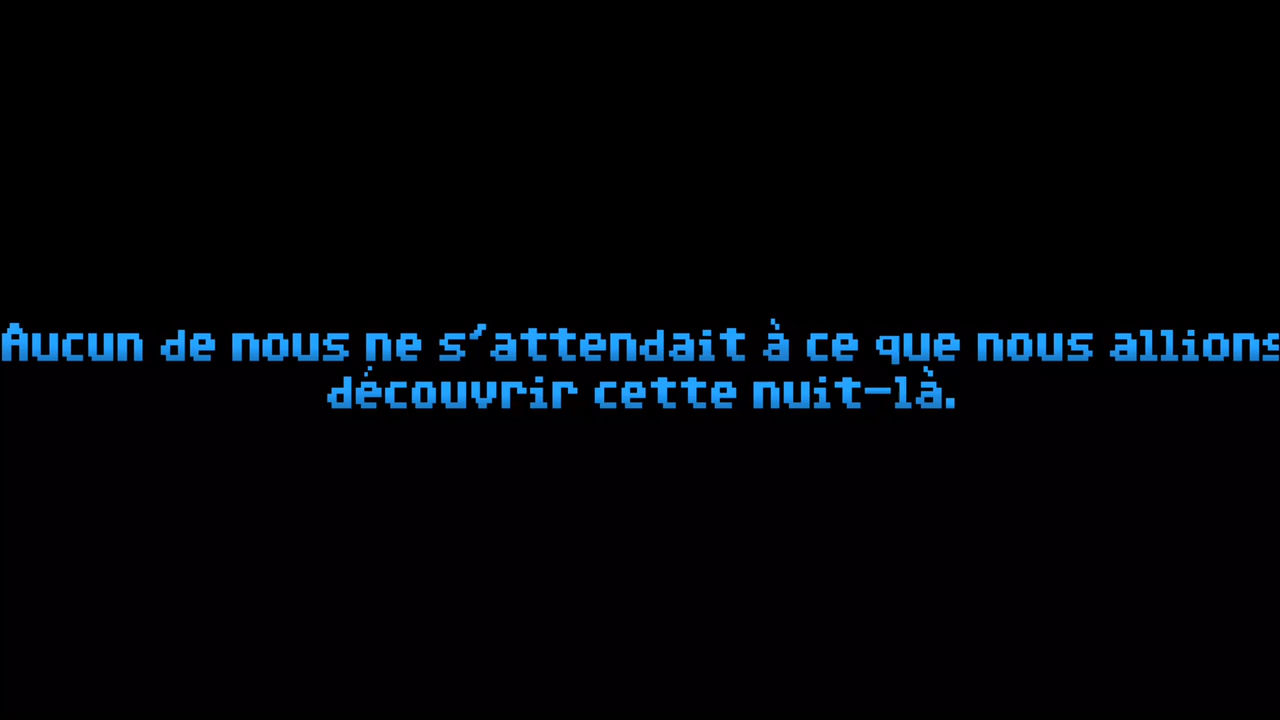 Aucun de nous ne s'attendait à ce que nous allions
découvrir cette nuit-là.